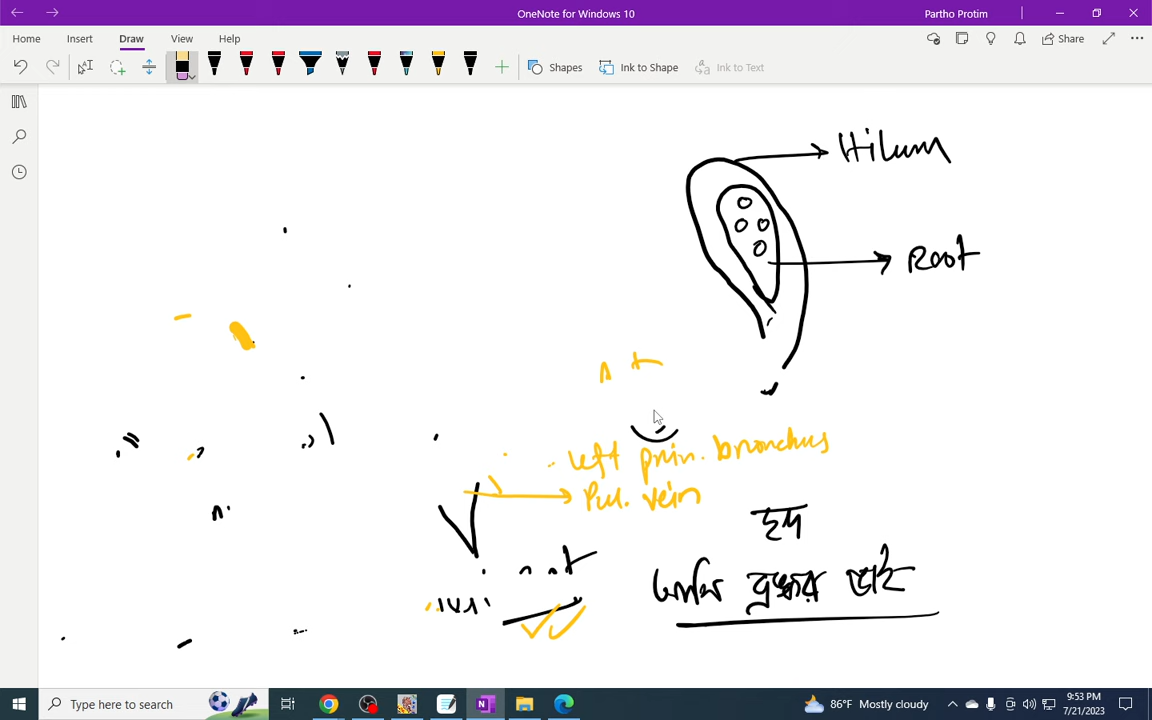 OneNote for Windows 10
Partho Protim
Home Insert Draw View Help
Share
Shapes
Ink to Shape
Ink to Text
Hilum
Root
left prin. bronchus
Pul. vein
Type here to search
86°F Mostly cloudy
9:53 PM
7/21/2023